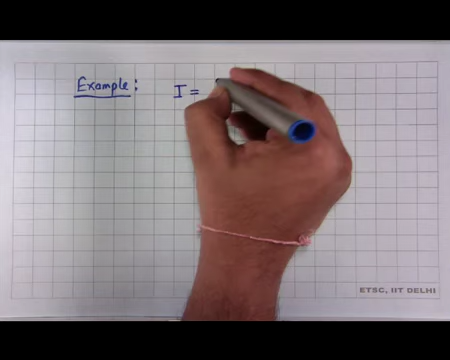 Example: I =
ETSC, IIT DELHI